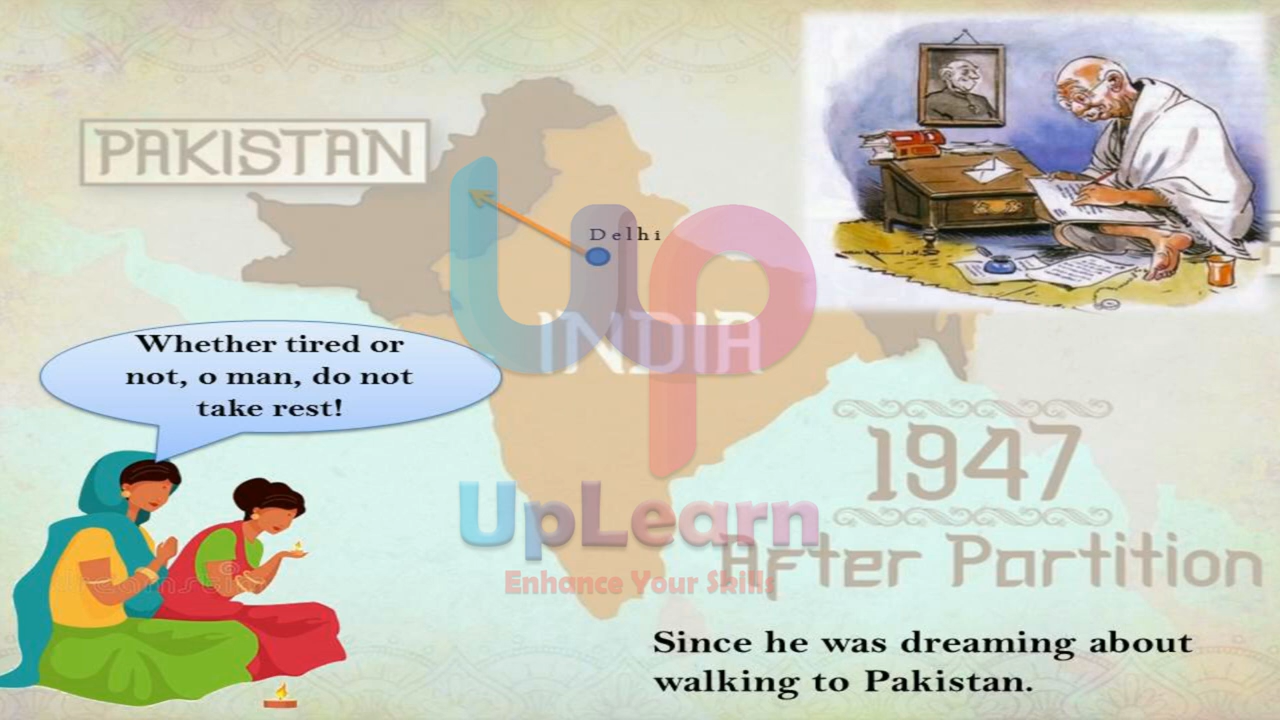 PAKISTAN
Delhi
INDIA
Whether tired or
not, o man, do not
take rest!
1947
After Partition
UpLearn
Enhance Your Skills
Up
Since he was dreaming about
walking to Pakistan.